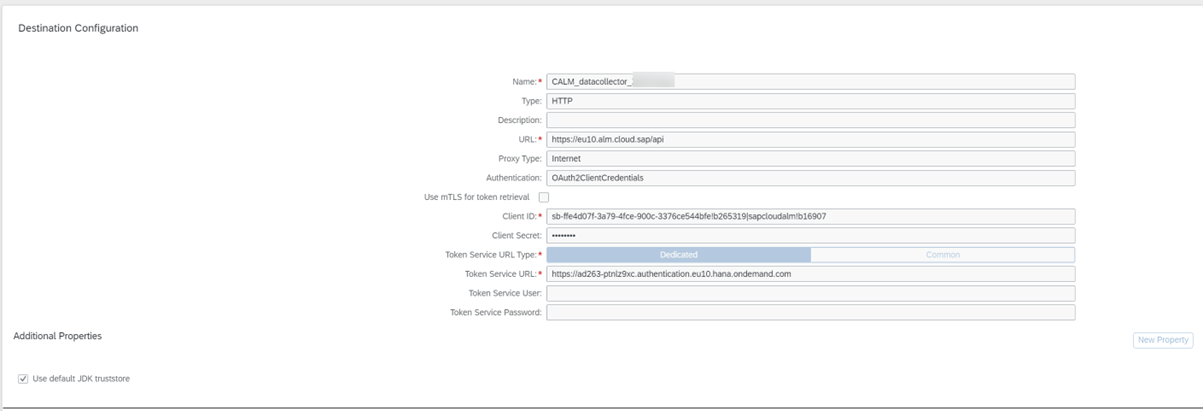 Destination Configuration
Name:* CALM_datacollector_
Type: HTTP
Description:
URL:* https://eu10.alm.cloud.sap/api
Proxy Type: Internet
Authentication: OAuth2ClientCredentials
Use mTLS for token retrieval
Client ID:* sb-ffe4d07f-3a79-4fce-900c-3376ce544bfe!b265319|sapcloudalm!b16907
Client Secret: ••••••••
Token Service URL Type:* Dedicated Common
Token Service URL:* https://ad263-ptnlz9xc.authentication.eu10.hana.ondemand.com
Token Service User:
Token Service Password:
Additional Properties
New Property
Use default JDK truststore